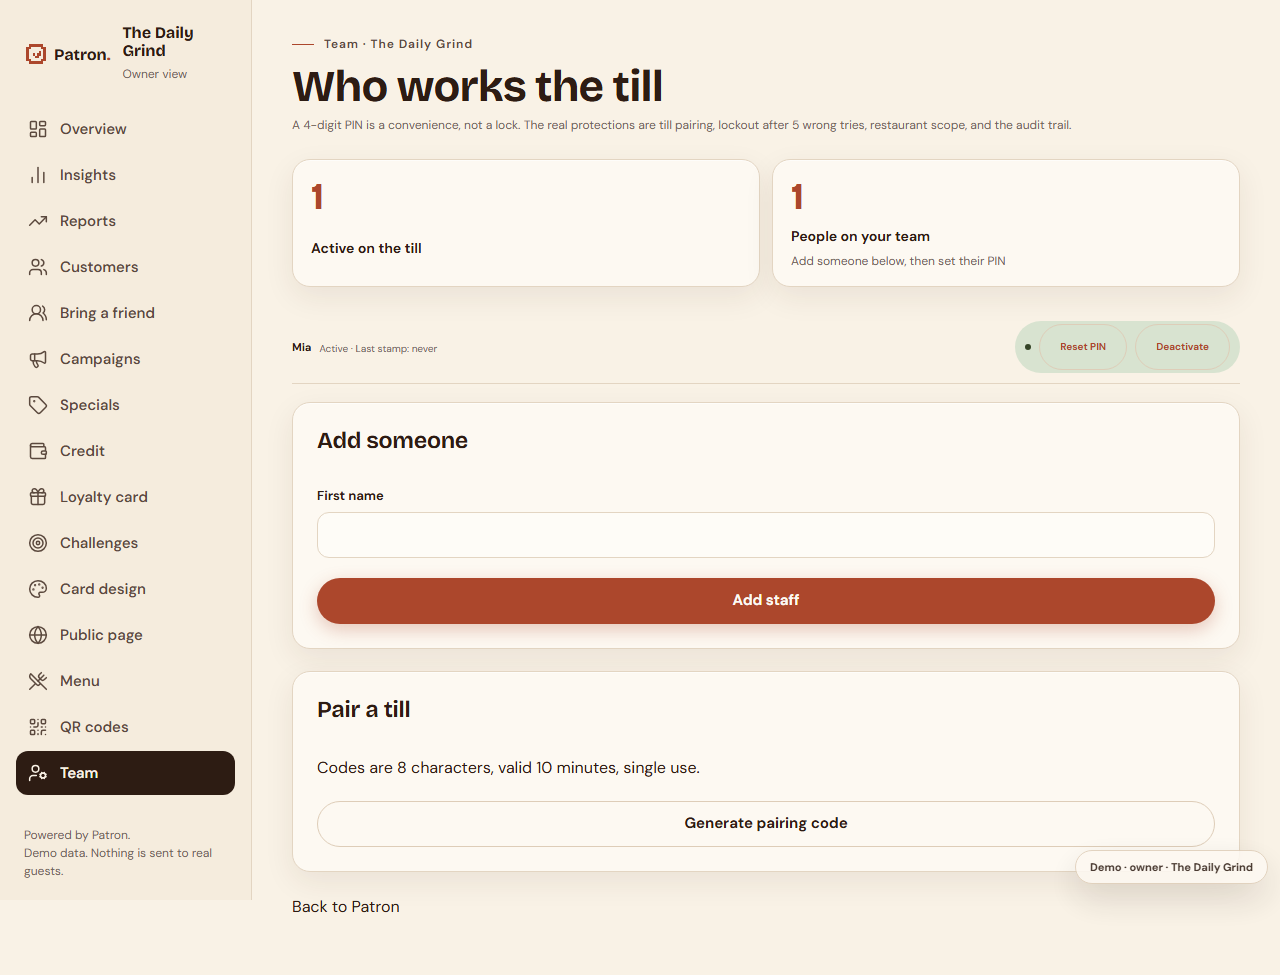 Patron.
The Daily
Grind
Owner view
Overview
Insights
Reports
Customers
Bring a friend
Campaigns
Specials
Credit
Loyalty card
Challenges
Card design
Public page
Menu
QR codes
Team
Powered by Patron.
Demo data. Nothing is sent to real
guests.
Team · The Daily Grind
Who works the till
A 4-digit PIN is a convenience, not a lock. The real protections are till pairing, lockout after 5 wrong tries, restaurant scope, and the audit trail.
1
Active on the till
1
People on your team
Add someone below, then set their PIN
Mia Active · Last stamp: never
Reset PIN
Deactivate
Add someone
First name
Add staff
Pair a till
Codes are 8 characters, valid 10 minutes, single use.
Generate pairing code
Demo · owner · The Daily Grind
Back to Patron